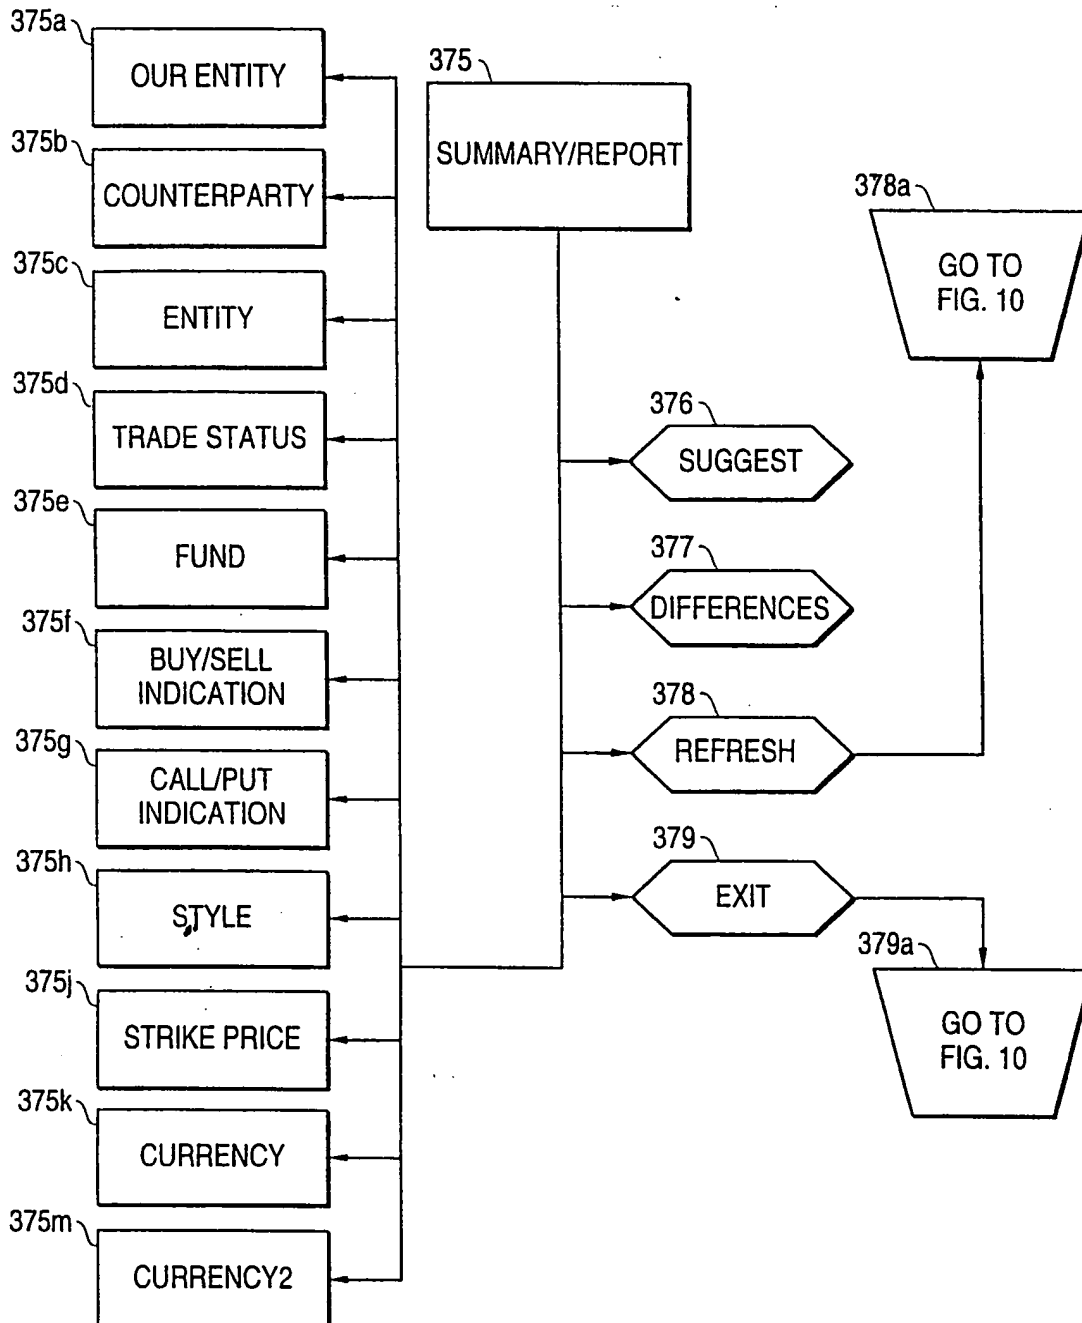 375a
OUR ENTITY
375b
COUNTERPARTY
375c
ENTITY
375d
TRADE STATUS
375e
FUND
375f
BUY/SELL
INDICATION
375g
CALL/PUT
INDICATION
375h
STYLE
375j
STRIKE PRICE
375k
CURRENCY
375m
CURRENCY2
375
SUMMARY/REPORT
376
SUGGEST
377
DIFFERENCES
378
REFRESH
379
EXIT
378a
GO TO
FIG. 10
379a
GO TO
FIG. 10